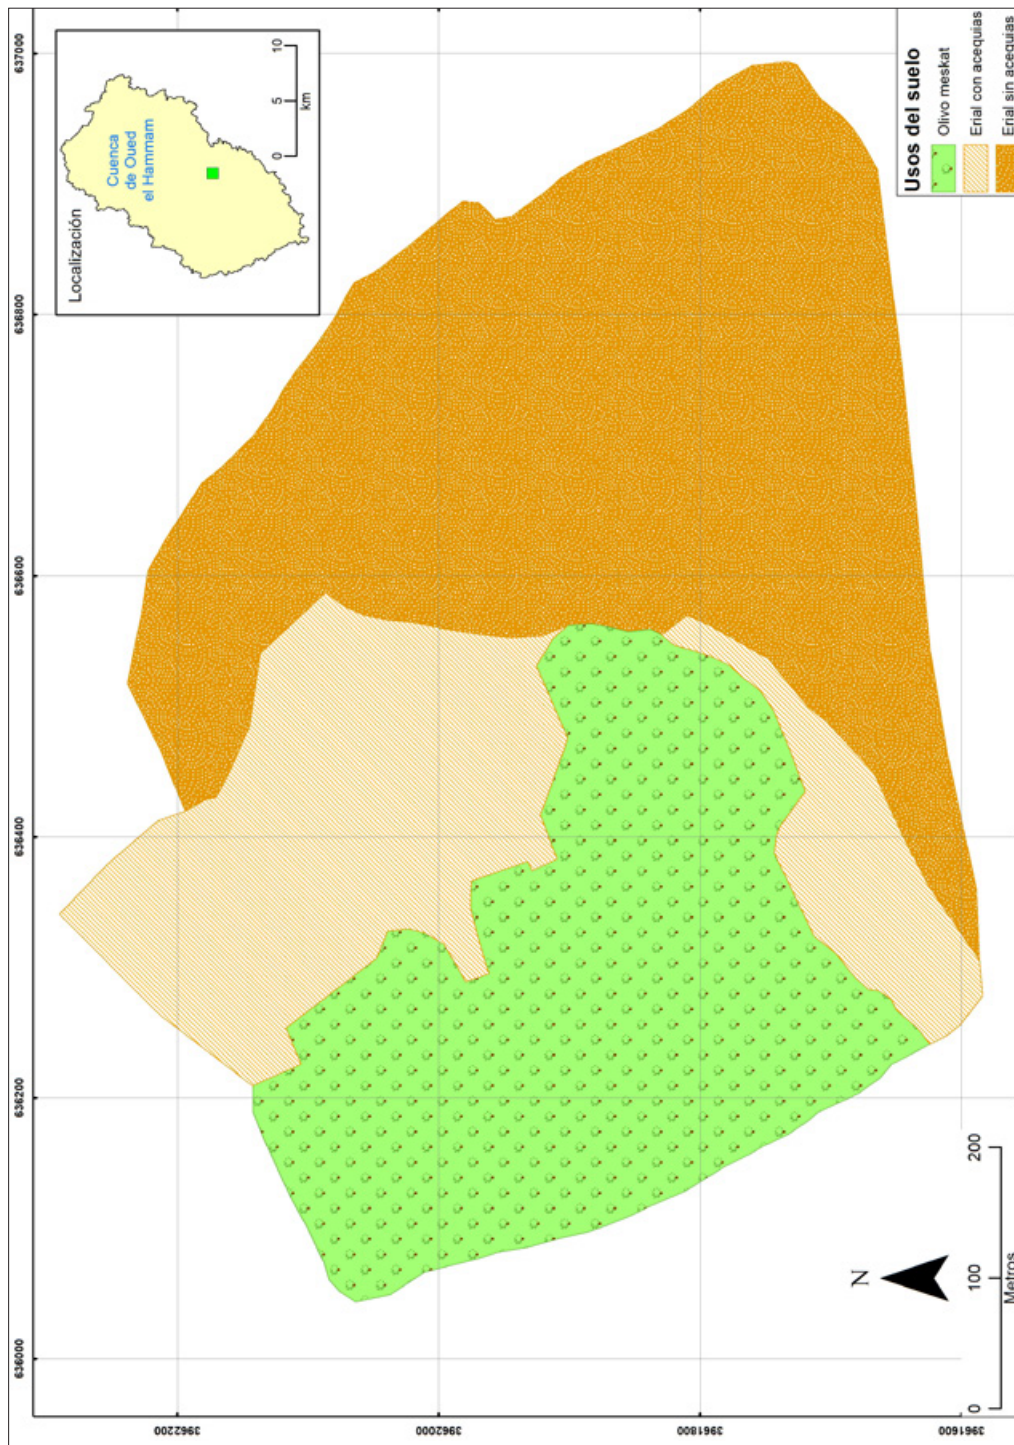 637000
636800
636600
636400
636200
636000
3962200
3962000
3961800
3961600
Localización
Cuenca
de Oued
el Hammam
0 5 10
km
Usos del suelo
Olivo meskat
Erial con acequias
Erial sin acequias
N
0 100 200
Metros